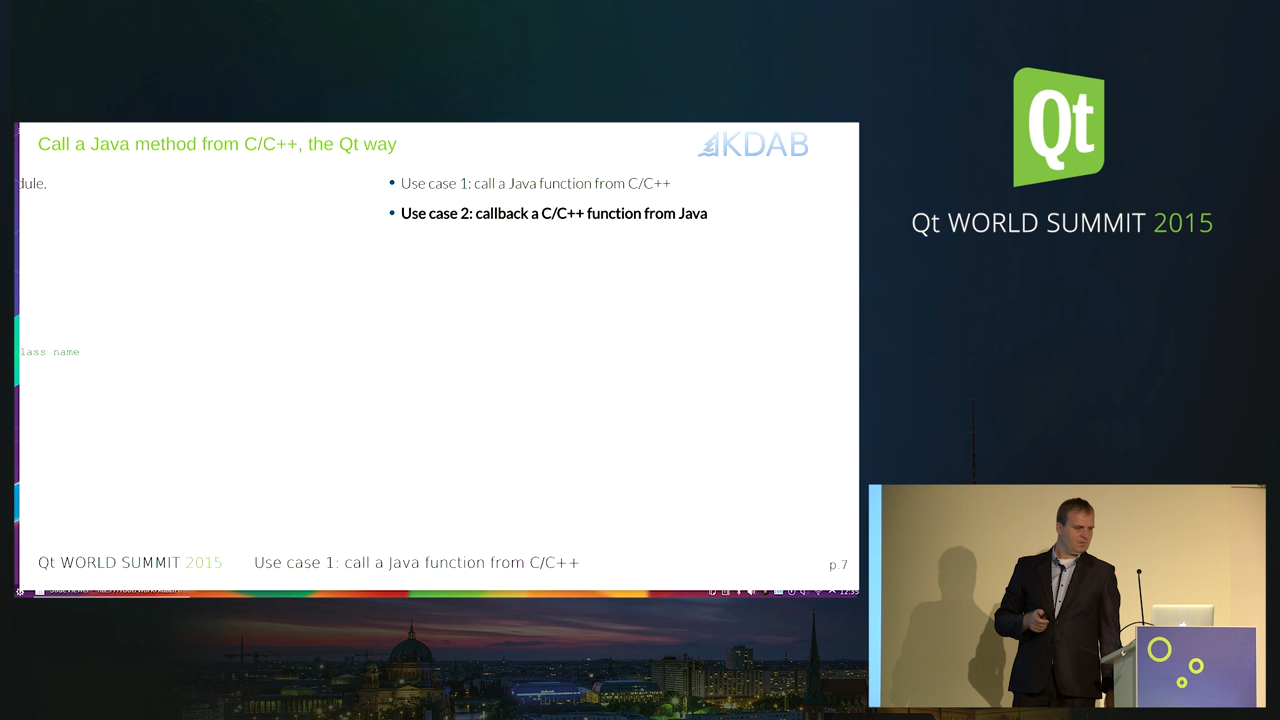 Call a Java method from C/C++, the Qt way
KDAB
dule.
• Use case 1: call a Java function from C/C++
• Use case 2: callback a C/C++ function from Java
lass name
Qt WORLD SUMMIT 2015
Use case 1: call a Java function from C/C++
p.7
Qt
Qt WORLD SUMMIT 2015